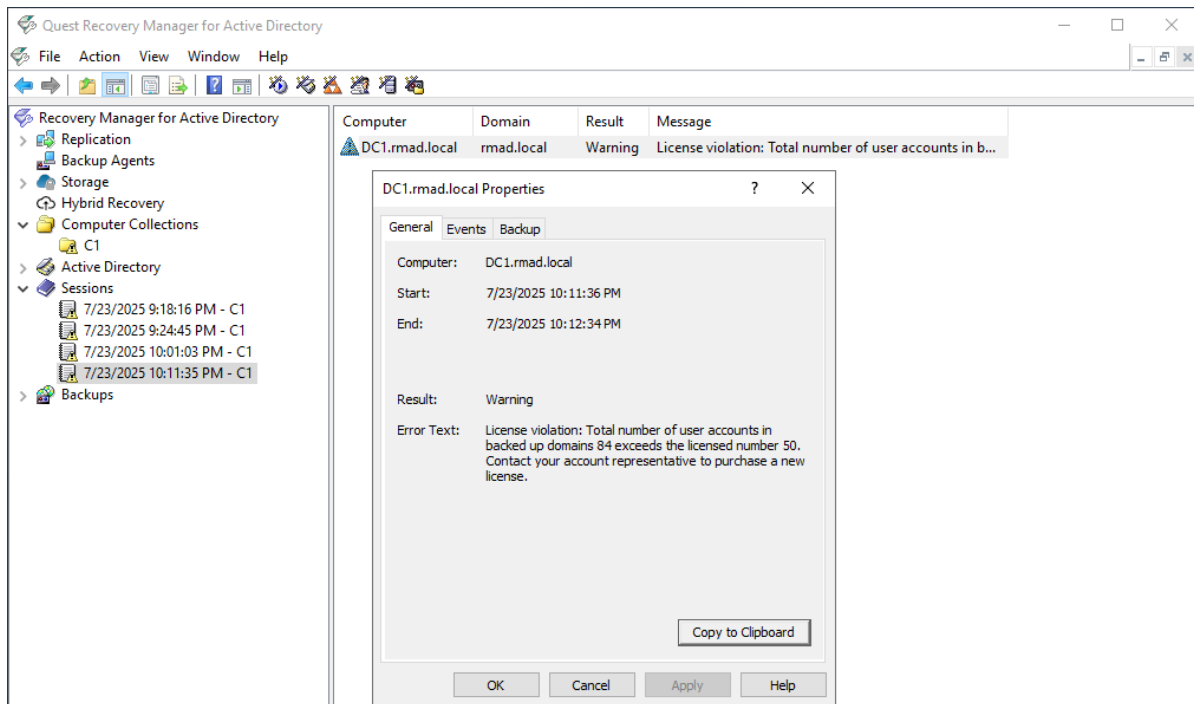 Quest Recovery Manager for Active Directory
File Action View Window Help
Recovery Manager for Active Directory
Replication
Backup Agents
Storage
Hybrid Recovery
Computer Collections
C1
Active Directory
Sessions
7/23/2025 9:18:16 PM - C1
7/23/2025 9:24:45 PM - C1
7/23/2025 10:01:03 PM - C1
7/23/2025 10:11:35 PM - C1
Backups
Computer Domain Result Message
DC1.rmad.local rmad.local Warning License violation: Total number of user accounts in b...
DC1.rmad.local Properties
General Events Backup
Computer: DC1.rmad.local
Start: 7/23/2025 10:11:36 PM
End: 7/23/2025 10:12:34 PM
Result: Warning
Error Text: License violation: Total number of user accounts in
backed up domains 84 exceeds the licensed number 50.
Contact your account representative to purchase a new
license.
Copy to Clipboard
OK Cancel Apply Help